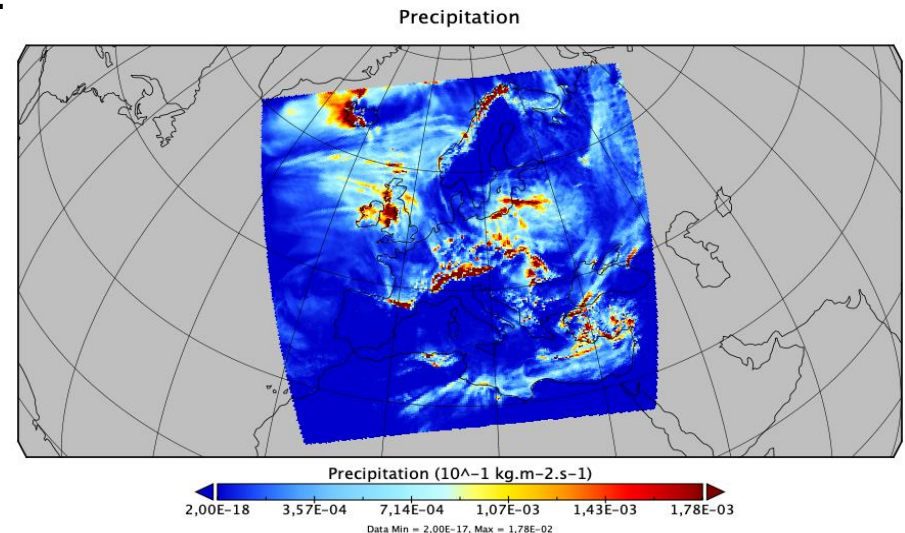 Precipitation
Precipitation (10^−1 kg.m−2.s−1)
2,00E−18 3,57E−04 7,14E−04 1,07E−03 1,43E−03 1,78E−03
Data Min = 2,00E−17, Max = 1,78E−02